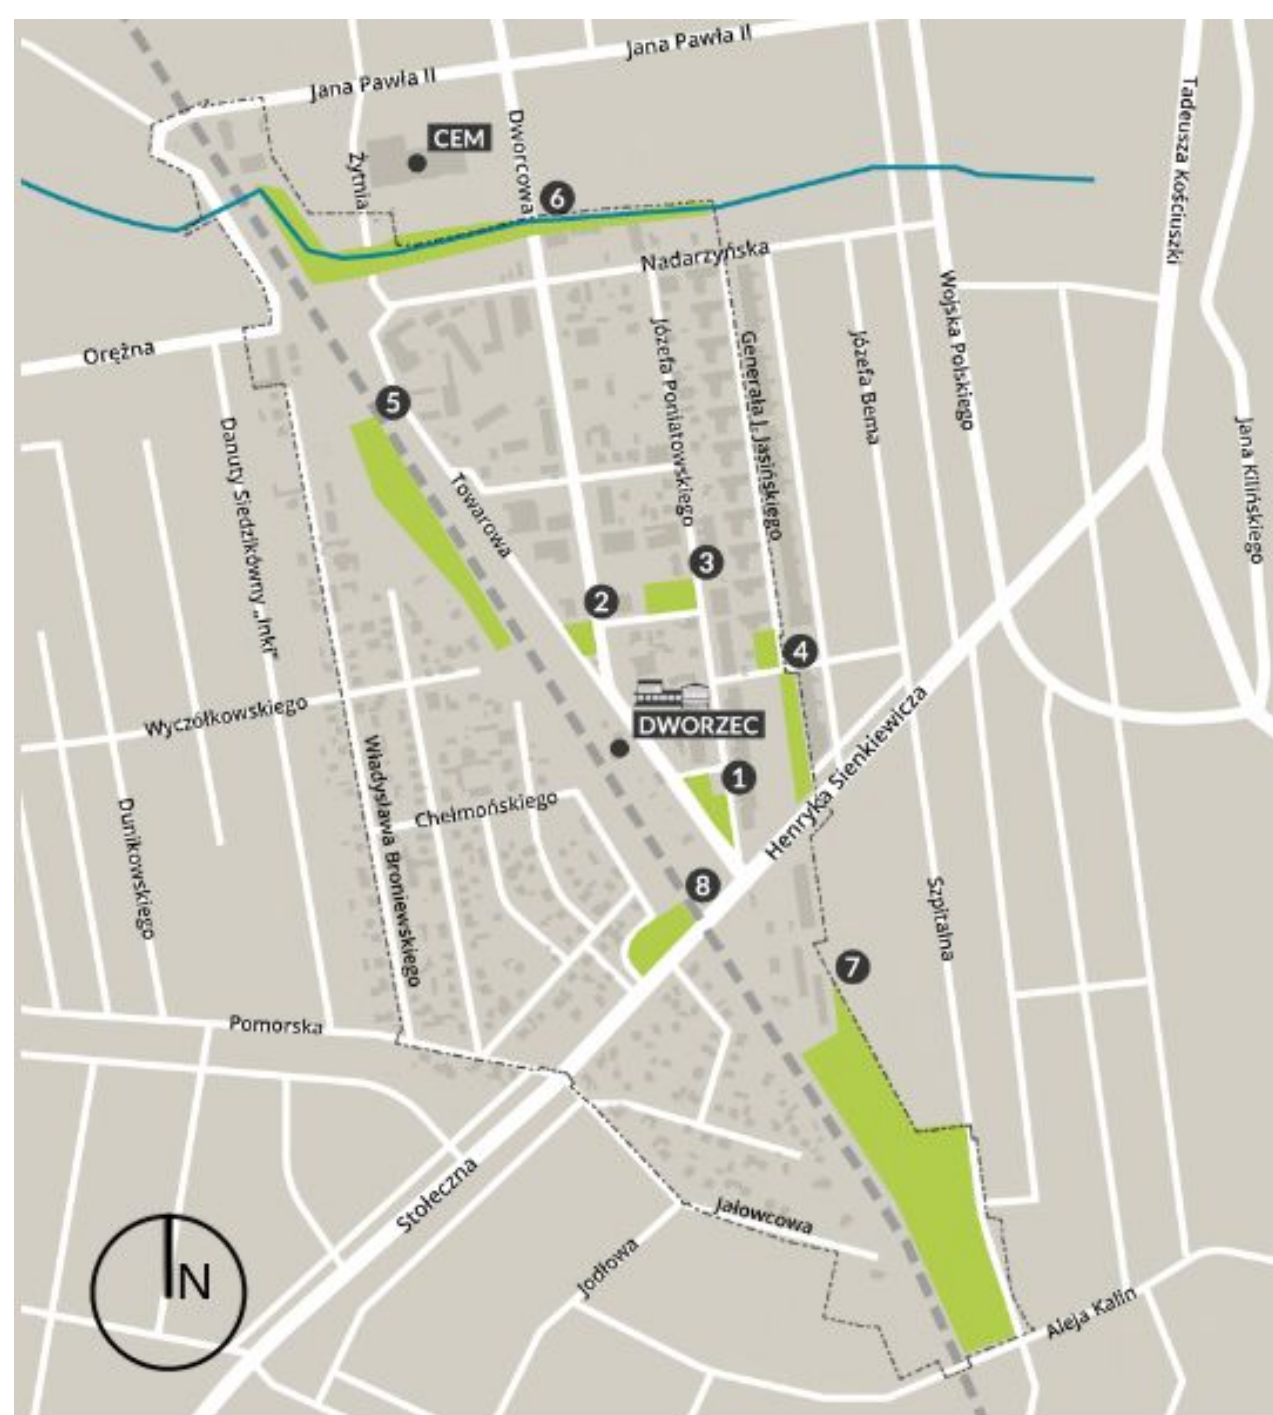 Jana Pawła II
Jana Pawła II
Tadeusza Kościuszki
CEM
Dworcowa
Żytnia
6
Nadarzyńska
Wojska Polskiego
Józefa Poniatowskiego
Generała J. Jasińskiego
Józefa Bema
Orężna
5
Danuty Siedzikówny „Inki"
Jana Kilińskiego
Towarowa
3
2
4
DWORZEC
Wyczółkowskiego
Władysława Broniewskiego
1
Henryka Sienkiewicza
Chełmońskiego
Dunikowskiego
8
Szpitalna
7
Pomorska
Stołeczna
Jałowcowa
Jodłowa
N
Aleja Kalin